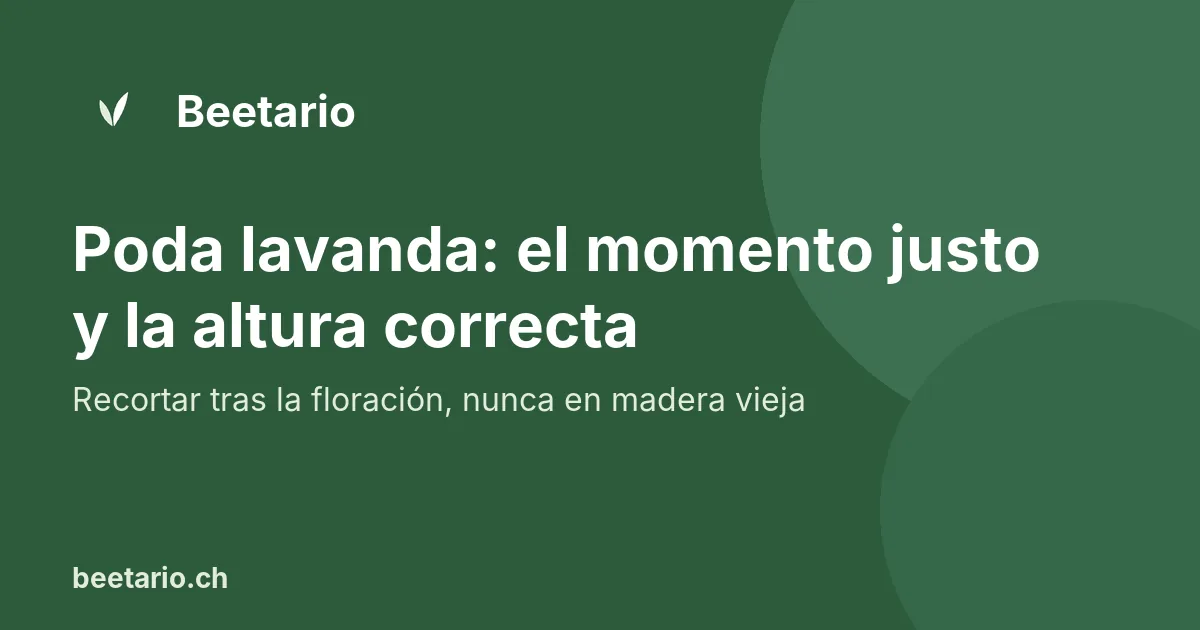 Beetario
Poda lavanda: el momento justo
y la altura correcta
Recortar tras la floración, nunca en madera vieja
beetario.ch